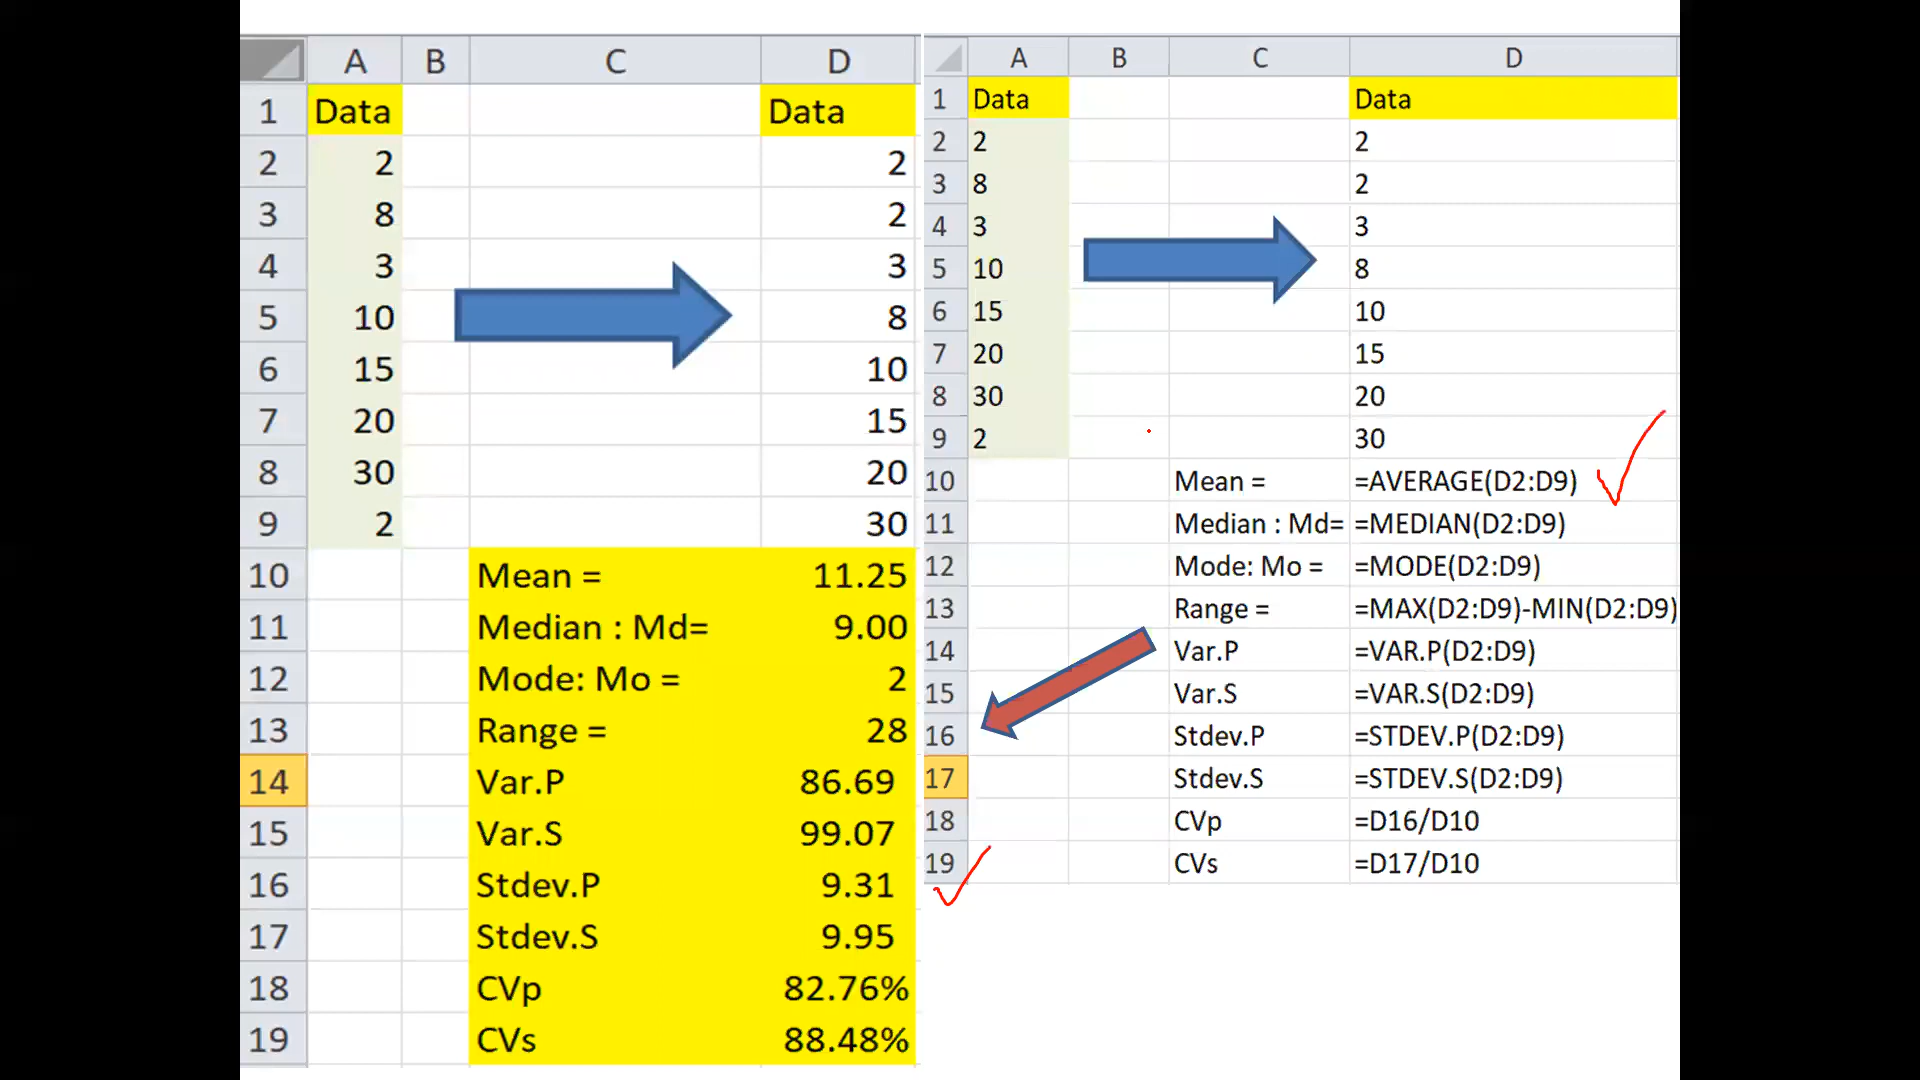 A B C D
1 Data Data
2 2 2
3 8 2
4 3 3
5 10 8
6 15 10
7 20 15
8 30 20
9 2 30
10 Mean = 11.25
11 Median : Md= 9.00
12 Mode: Mo = 2
13 Range = 28
14 Var.P 86.69
15 Var.S 99.07
16 Stdev.P 9.31
17 Stdev.S 9.95
18 CVp 82.76%
19 CVs 88.48%
A B C D
1 Data Data
2 2 2
3 8 2
4 3 3
5 10 8
6 15 10
7 20 15
8 30 20
9 2 30
10 Mean = =AVERAGE(D2:D9)
11 Median : Md= =MEDIAN(D2:D9)
12 Mode: Mo = =MODE(D2:D9)
13 Range = =MAX(D2:D9)-MIN(D2:D9)
14 Var.P =VAR.P(D2:D9)
15 Var.S =VAR.S(D2:D9)
16 Stdev.P =STDEV.P(D2:D9)
17 Stdev.S =STDEV.S(D2:D9)
18 CVp =D16/D10
19 CVs =D17/D10